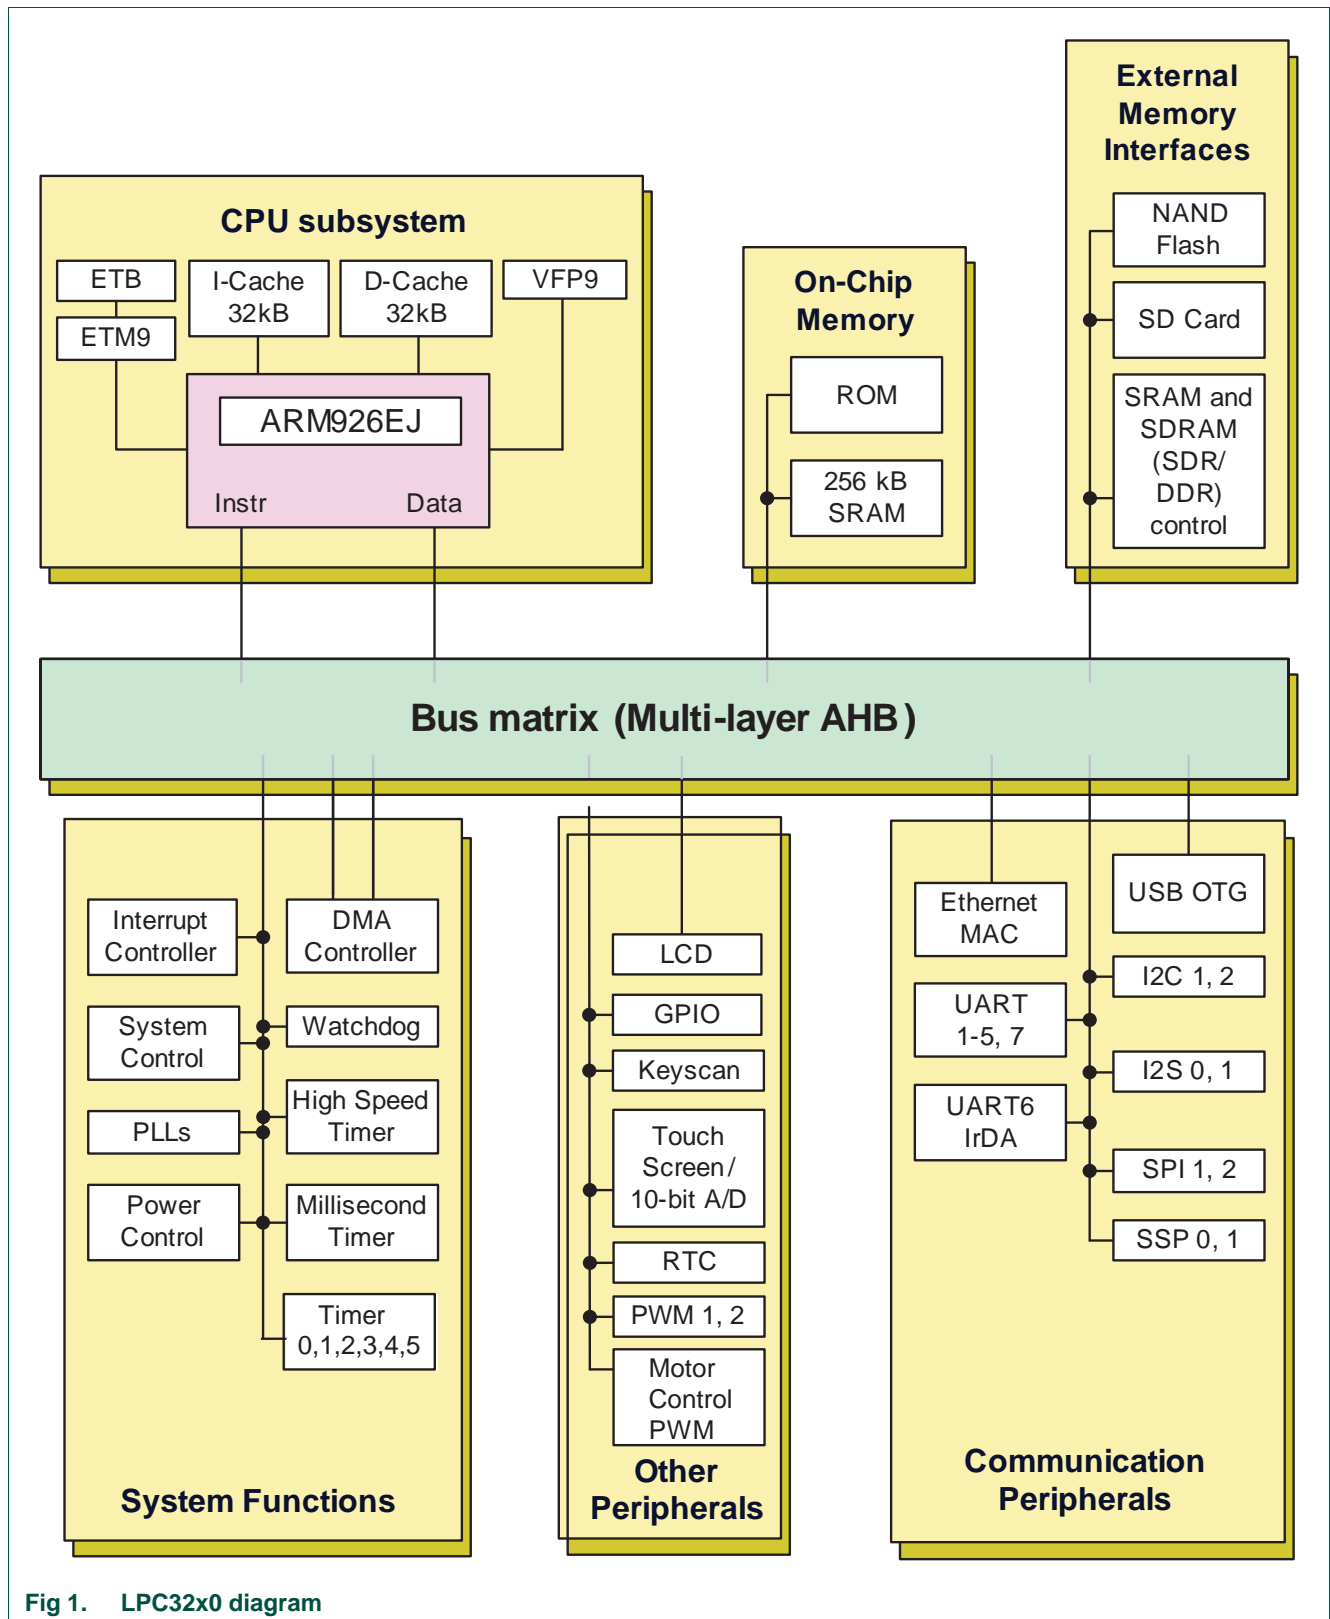 External
Memory
Interfaces
NAND
Flash
SD Card
SRAM and
SDRAM
(SDR/
DDR)
control
CPU subsystem
ETB
ETM9
I-Cache
32kB
D-Cache
32kB
VFP9
ARM926EJ
Instr
Data
On-Chip
Memory
ROM
256 kB
SRAM
Bus matrix (Multi-layer AHB)
Interrupt
Controller
DMA
Controller
System
Control
Watchdog
PLLs
High Speed
Timer
Power
Control
Millisecond
Timer
Timer
0,1,2,3,4,5
System Functions
LCD
GPIO
Keyscan
Touch
Screen/
10-bit A/D
RTC
PWM 1, 2
Motor
Control
PWM
Other
Peripherals
Ethernet
MAC
USB OTG
I2C 1, 2
UART
1-5, 7
I2S 0, 1
UART6
IrDA
SPI 1, 2
SSP 0, 1
Communication
Peripherals
Fig 1. LPC32x0 diagram